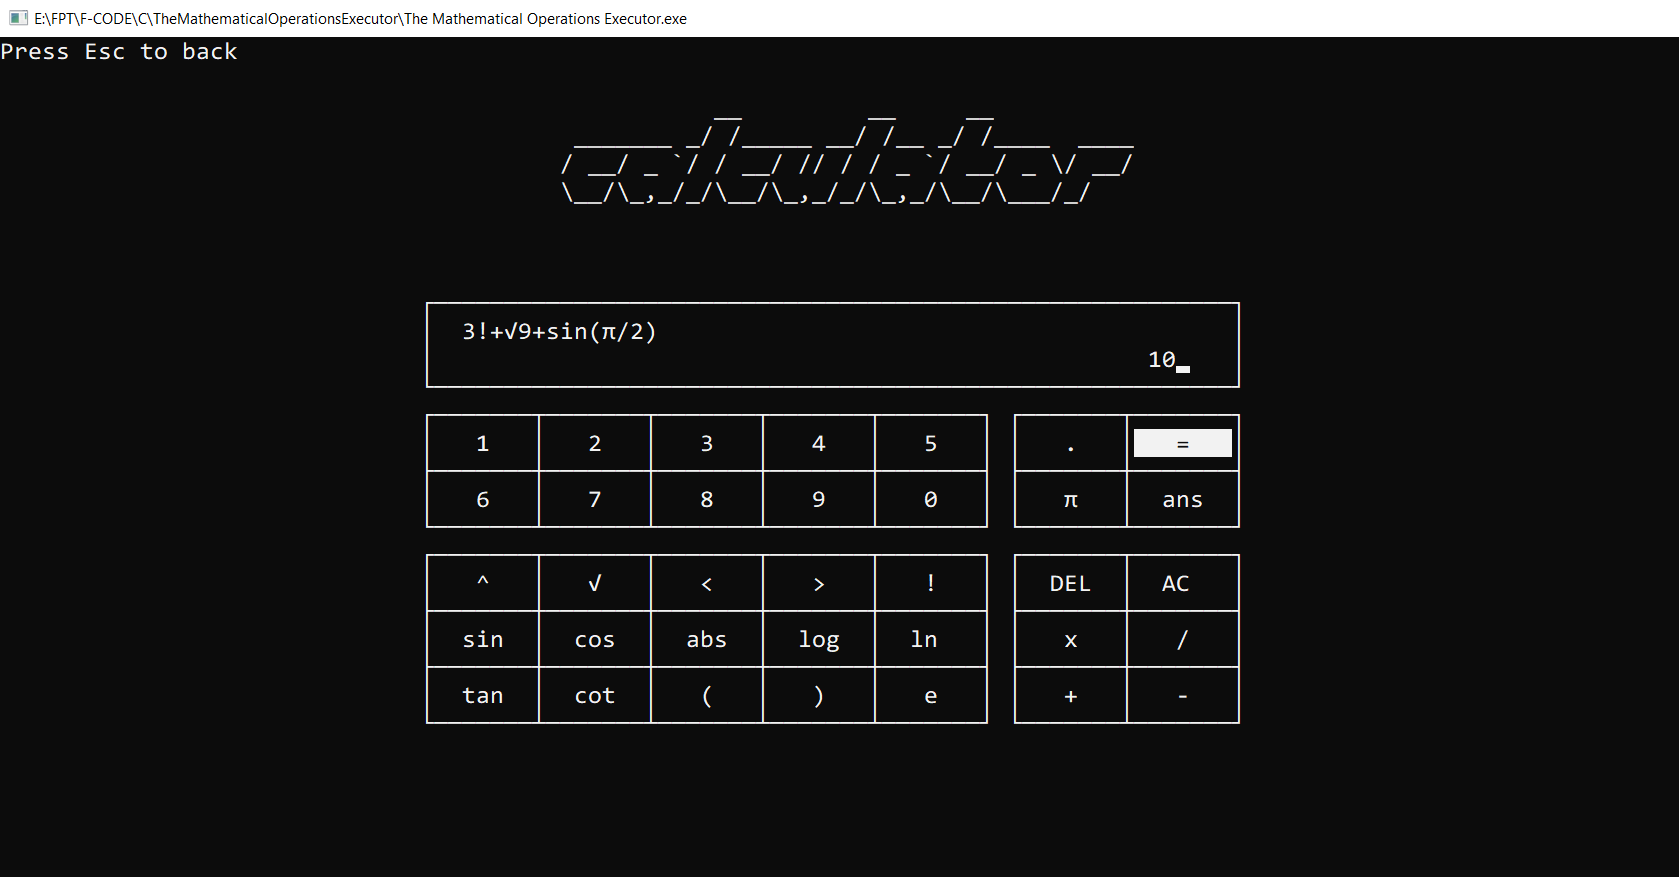 E:\FPT\F-CODE\C\TheMathematicalOperationsExecutor\The Mathematical Operations Executor.exe
Press Esc to back
calculator
3!+√9+sin(π/2)
10
1 2 3 4 5 . =
6 7 8 9 0 π ans
^ √ < > ! DEL AC
sin cos abs log ln x /
tan cot ( ) e + -